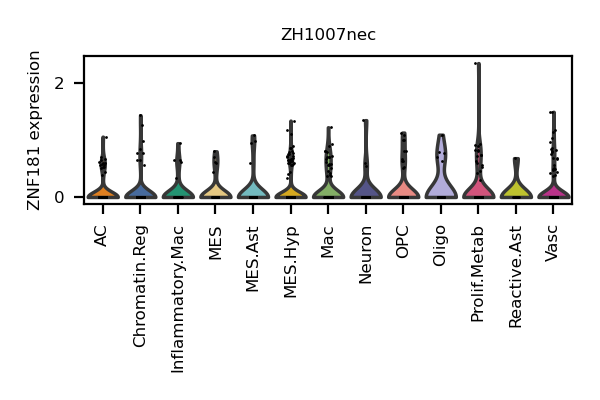 ZH1007nec
ZNF181 expression
2
0
AC
Chromatin.Reg
Inflammatory.Mac
MES
MES.Ast
MES.Hyp
Mac
Neuron
OPC
Oligo
Prolif.Metab
Reactive.Ast
Vasc